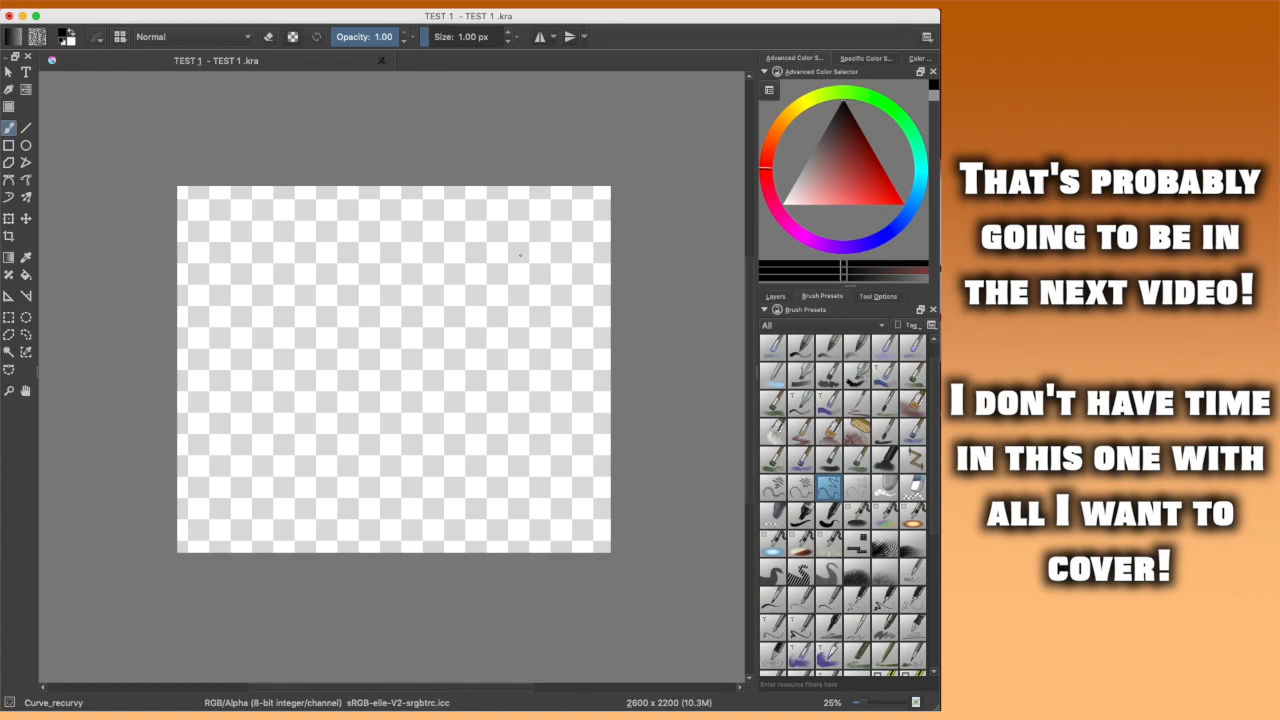 TEST 1 - TEST 1 .kra
Normal
Opacity: 1.00
Size: 1.00 px
TEST 1 - TEST 1 .kra
Advanced Color S...
Specific Color S...
Color ...
Advanced Color Selector
Layers
Brush Presets
Tool Options
Brush Presets
All
Tag
Enter resource filters here
Curve_recurvy
RGB/Alpha (8-bit integer/channel) sRGB-elle-V2-srgbtrc.icc
2600 x 2200 (10.3M)
25%
That's probably
going to be in
the next video!
I don't have time
in this one with
all I want to
cover!